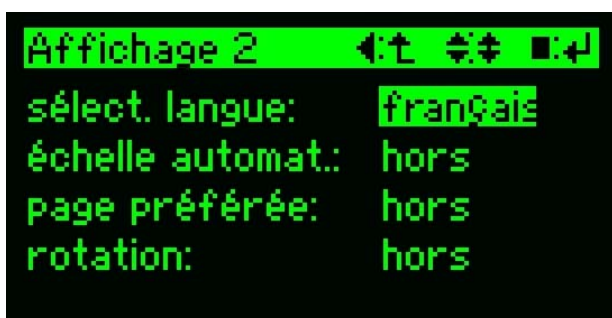 Affichage 2
sélect. langue: français
échelle automat.: hors
page préférée: hors
rotation: hors